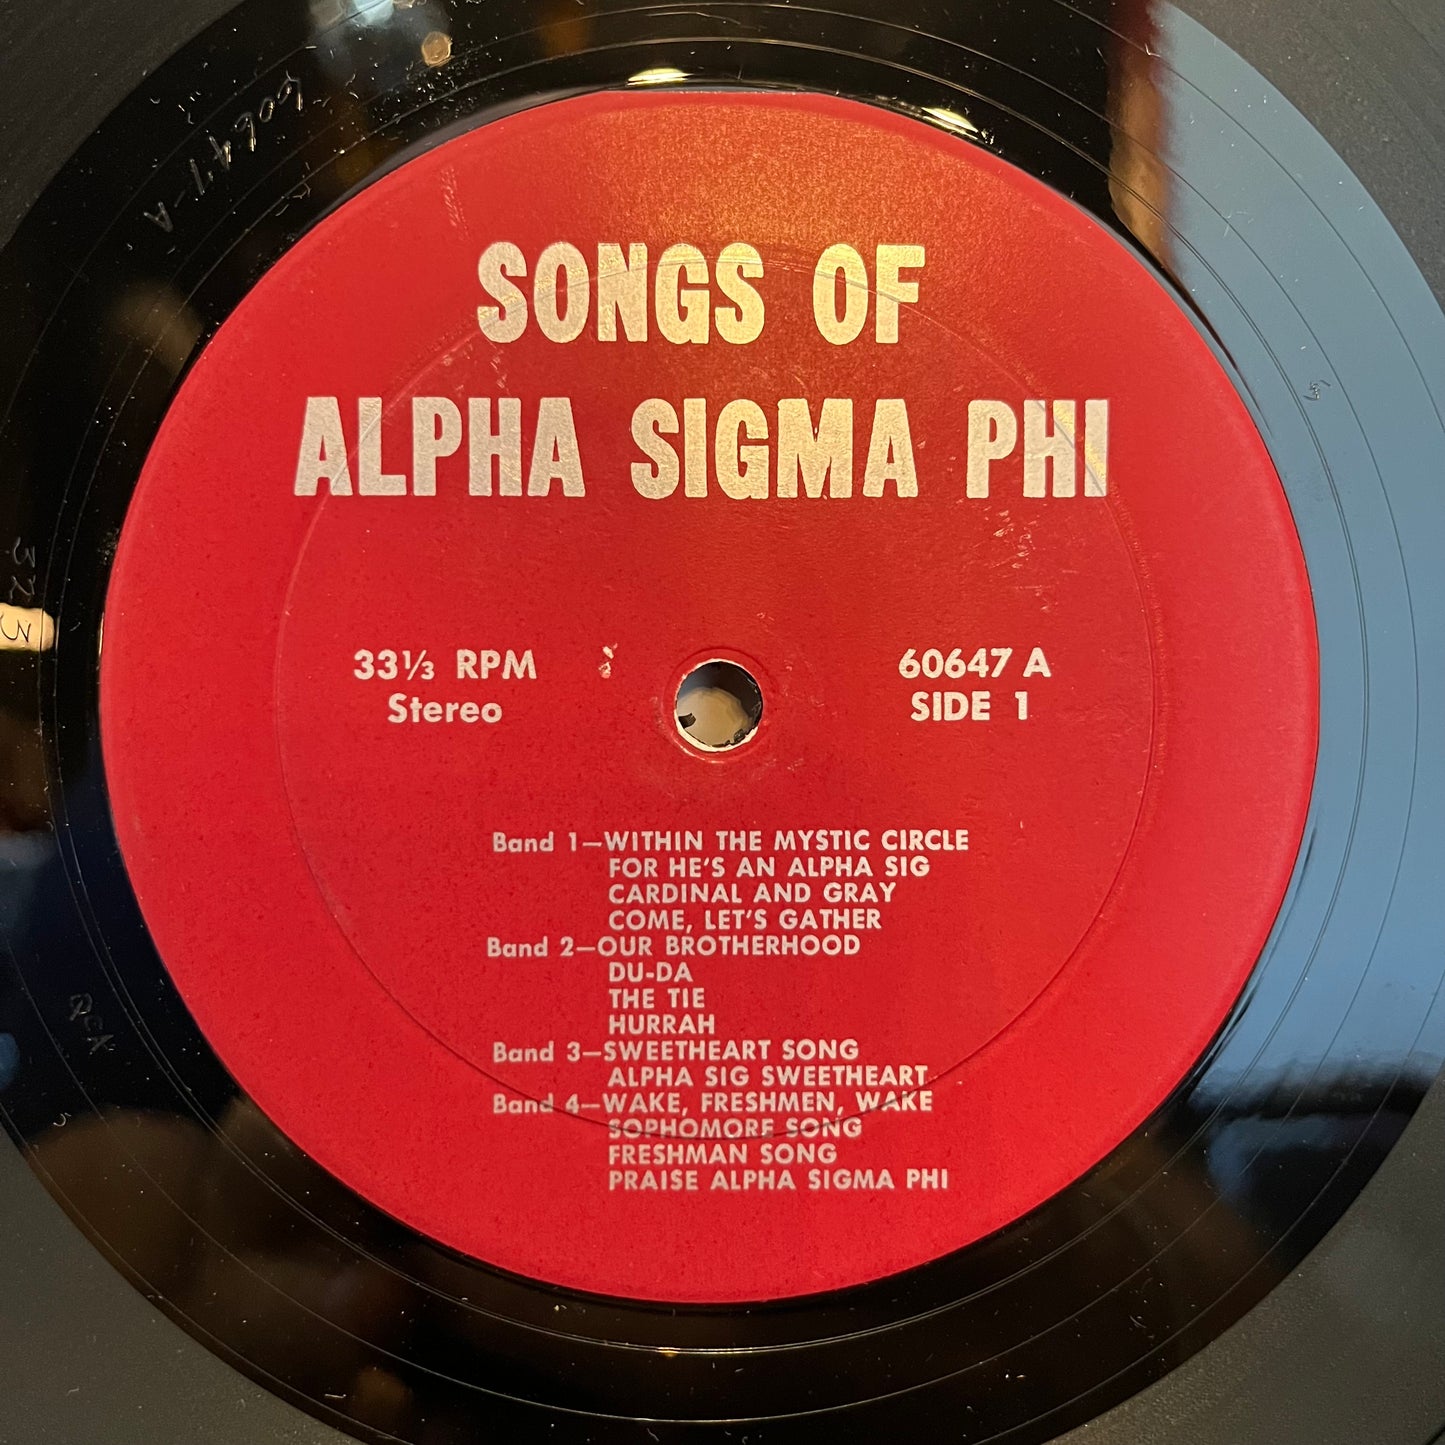 SONGS OF
ALPHA SIGMA PHI
33⅓ RPM
Stereo
60647 A
SIDE 1
Band 1—WITHIN THE MYSTIC CIRCLE
FOR HE'S AN ALPHA SIG
CARDINAL AND GRAY
COME, LET'S GATHER
Band 2—OUR BROTHERHOOD
DU-DA
THE TIE
HURRAH
Band 3—SWEETHEART SONG
ALPHA SIG SWEETHEART
Band 4—WAKE, FRESHMEN, WAKE
SOPHOMORE SONG
FRESHMAN SONG
PRAISE ALPHA SIGMA PHI
60647-A
323